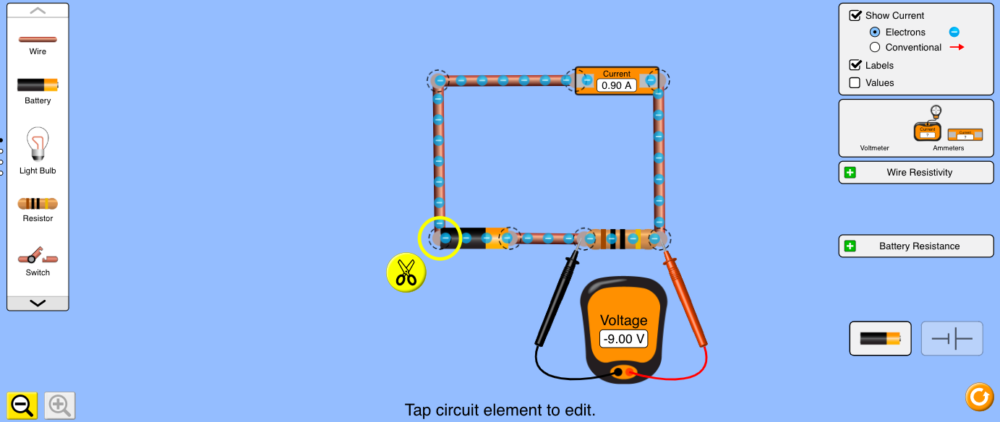 Wire
Battery
Light Bulb
Resistor
Switch
Current
0.90 A
Voltage
-9.00 V
Tap circuit element to edit.
Show Current
Electrons
Conventional
Labels
Values
Current
?
Current
?
Voltmeter
Ammeters
Wire Resistivity
Battery Resistance